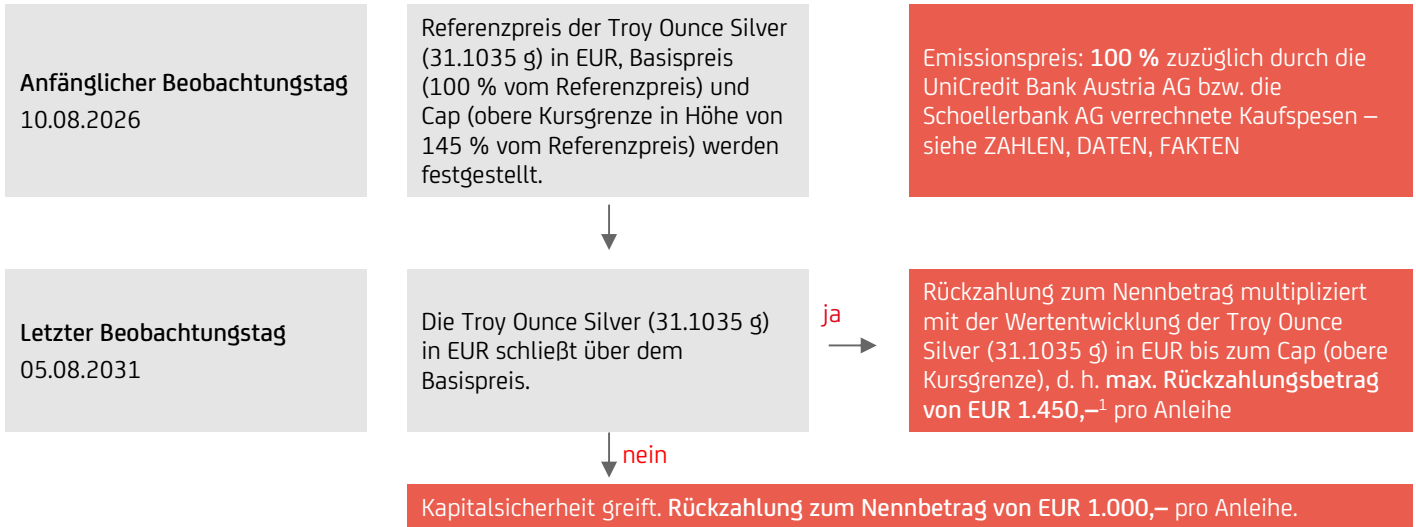 Anfänglicher Beobachtungstag
10.08.2026
Referenzpreis der Troy Ounce Silver
(31.1035 g) in EUR, Basispreis
(100 % vom Referenzpreis) und
Cap (obere Kursgrenze in Höhe von
145 % vom Referenzpreis) werden
festgestellt.
Emissionspreis: 100 % zuzüglich durch die
UniCredit Bank Austria AG bzw. die
Schoellerbank AG verrechnete Kaufspesen –
siehe ZAHLEN, DATEN, FAKTEN
Letzter Beobachtungstag
05.08.2031
Die Troy Ounce Silver (31.1035 g)
in EUR schließt über dem
Basispreis.
ja
Rückzahlung zum Nennbetrag multipliziert
mit der Wertentwicklung der Troy Ounce
Silver (31.1035 g) in EUR bis zum Cap (obere
Kursgrenze), d. h. max. Rückzahlungsbetrag
von EUR 1.450,–¹ pro Anleihe
nein
Kapitalsicherheit greift. Rückzahlung zum Nennbetrag von EUR 1.000,– pro Anleihe.